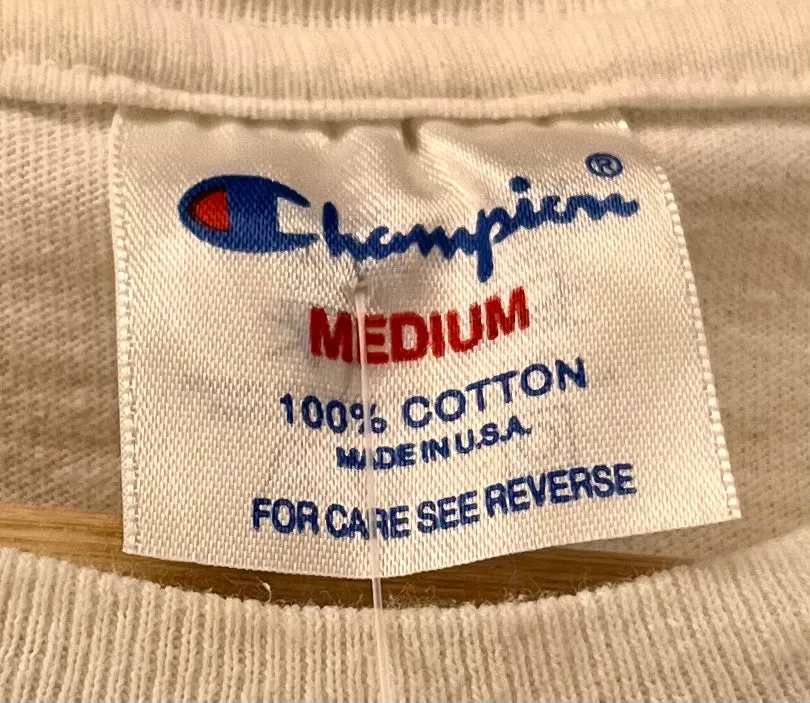 Champion®
MEDIUM
100% COTTON
MADE IN U.S.A.
FOR CARE SEE REVERSE